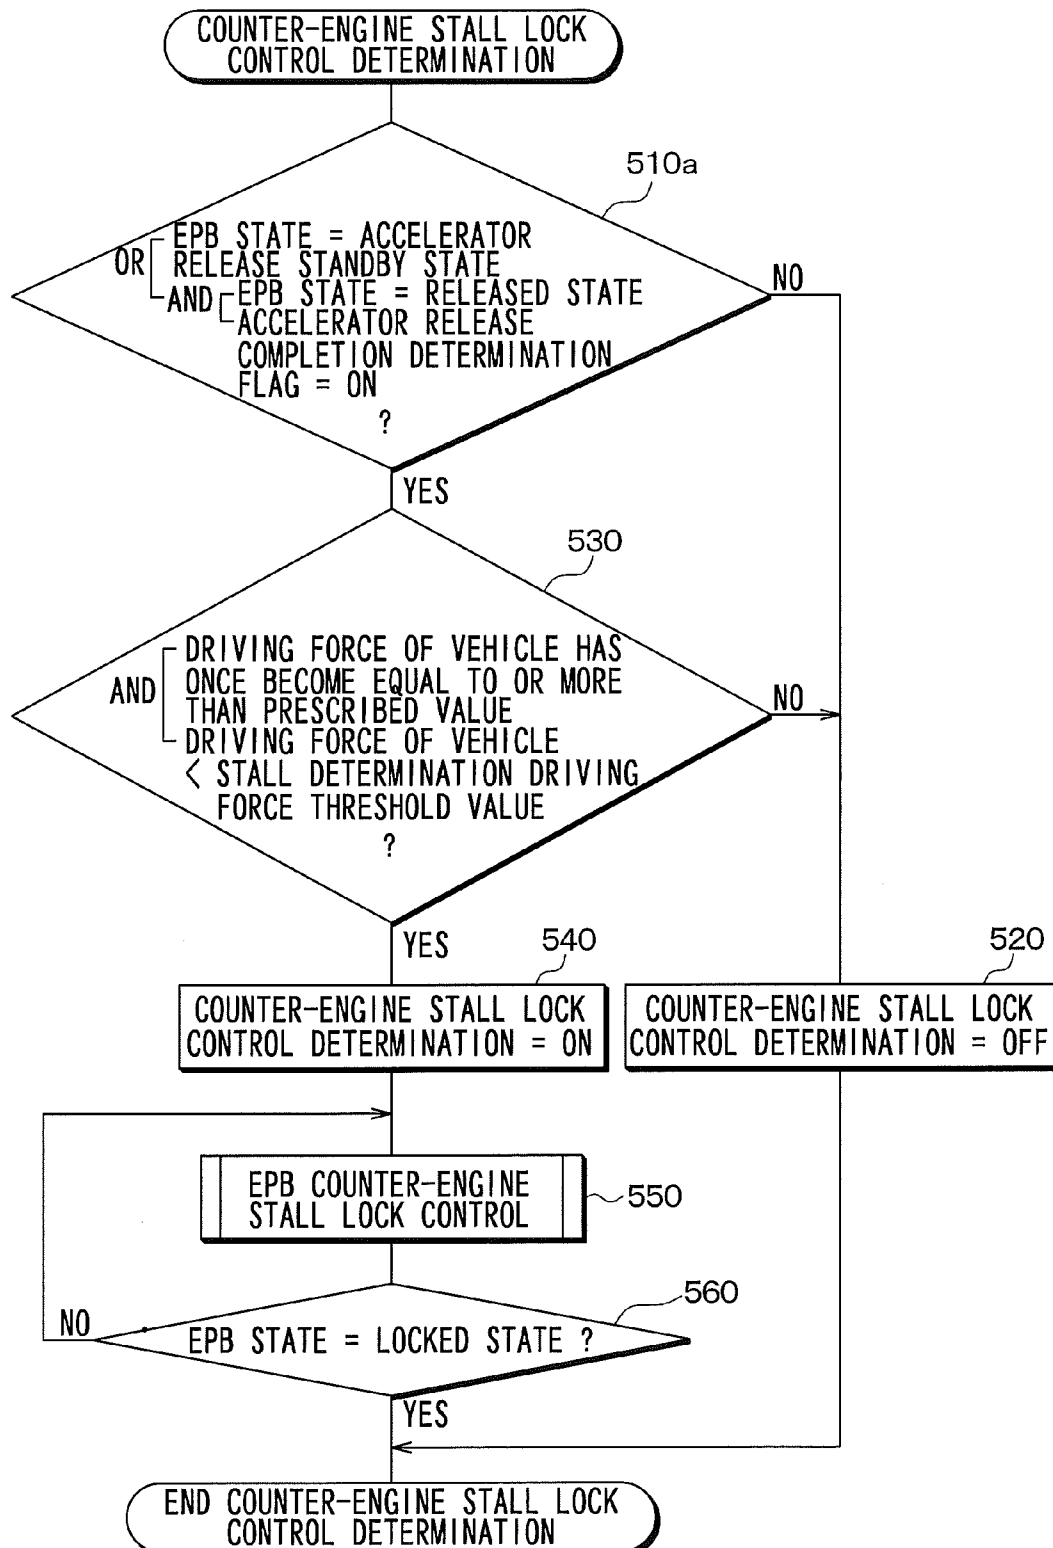 COUNTER-ENGINE STALL LOCK
CONTROL DETERMINATION
510a
EPB STATE = ACCELERATOR
OR
RELEASE STANDBY STATE
NO
AND
EPB STATE = RELEASED STATE
ACCELERATOR RELEASE
COMPLETION DETERMINATION
FLAG = ON
?
YES
530
DRIVING FORCE OF VEHICLE HAS
AND
ONCE BECOME EQUAL TO OR MORE
NO
THAN PRESCRIBED VALUE
DRIVING FORCE OF VEHICLE
< STALL DETERMINATION DRIVING
FORCE THRESHOLD VALUE
?
YES
540
520
COUNTER-ENGINE STALL LOCK
CONTROL DETERMINATION = ON
COUNTER-ENGINE STALL LOCK
CONTROL DETERMINATION = OFF
EPB COUNTER-ENGINE
STALL LOCK CONTROL
550
560
NO
EPB STATE = LOCKED STATE ?
YES
END COUNTER-ENGINE STALL LOCK
CONTROL DETERMINATION